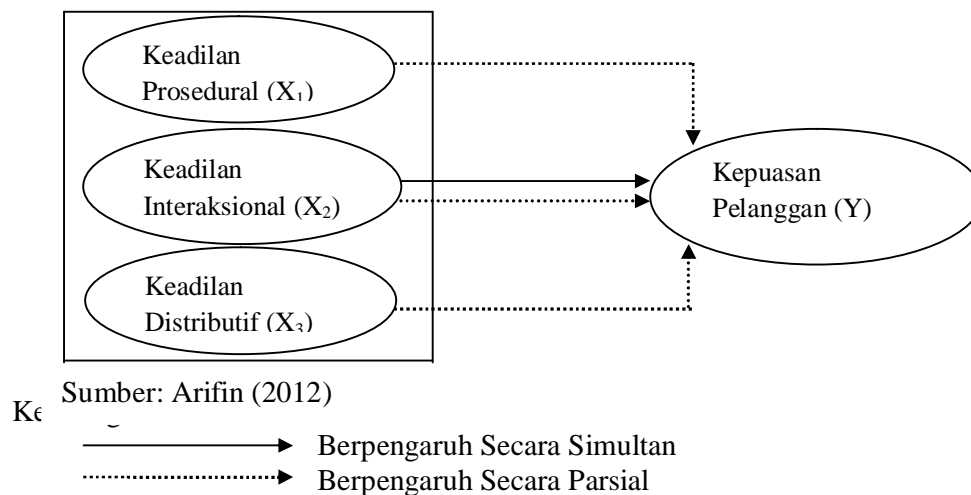 Keadilan
Prosedural (X₁)
Keadilan
Interaksional (X₂)
Keadilan
Distributif (X₃)
Kepuasan
Pelanggan (Y)
Sumber: Arifin (2012)
Berpengaruh Secara Simultan
Berpengaruh Secara Parsial